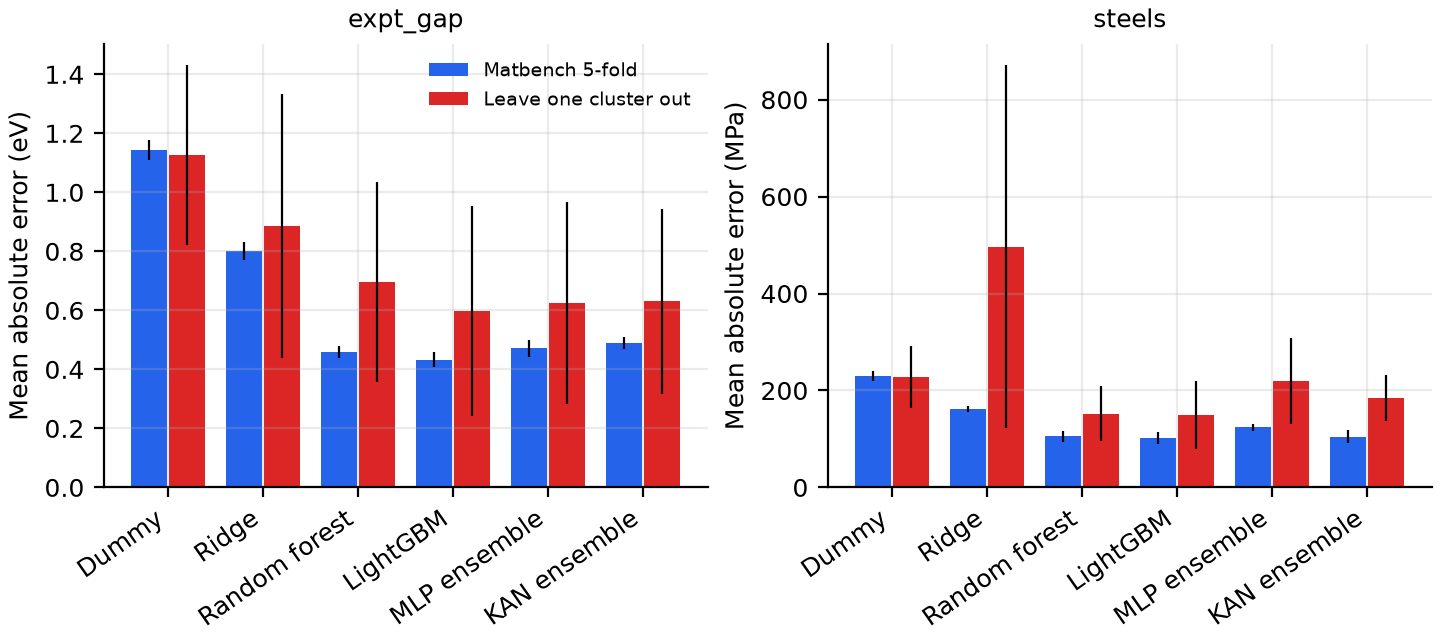 expt_gap
Mean absolute error (eV)
1.4
1.2
1.0
0.8
0.6
0.4
0.2
0.0
Matbench 5-fold
Leave one cluster out
Dummy
Ridge
Random forest
LightGBM
MLP ensemble
KAN ensemble
steels
Mean absolute error (MPa)
800
600
400
200
0
Dummy
Ridge
Random forest
LightGBM
MLP ensemble
KAN ensemble